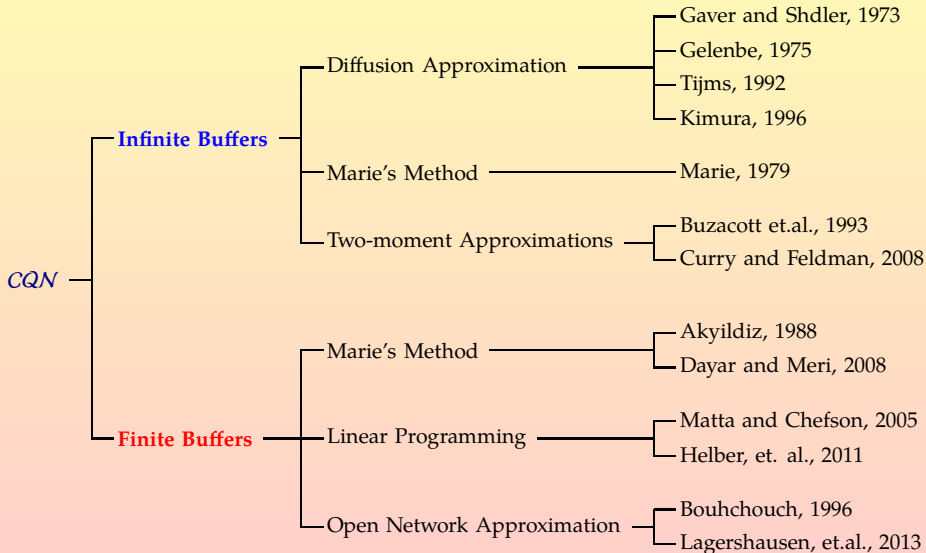 Gaver and Shdler, 1973
Diffusion Approximation
Gelenbe, 1975
Tijms, 1992
Kimura, 1996
Infinite Buffers
Marie's Method
Marie, 1979
Two-moment Approximations
Buzacott et.al., 1993
Curry and Feldman, 2008
CQN
Marie's Method
Akyildiz, 1988
Dayar and Meri, 2008
Finite Buffers
Linear Programming
Matta and Chefson, 2005
Helber, et. al., 2011
Open Network Approximation
Bouhchouch, 1996
Lagershausen, et.al., 2013